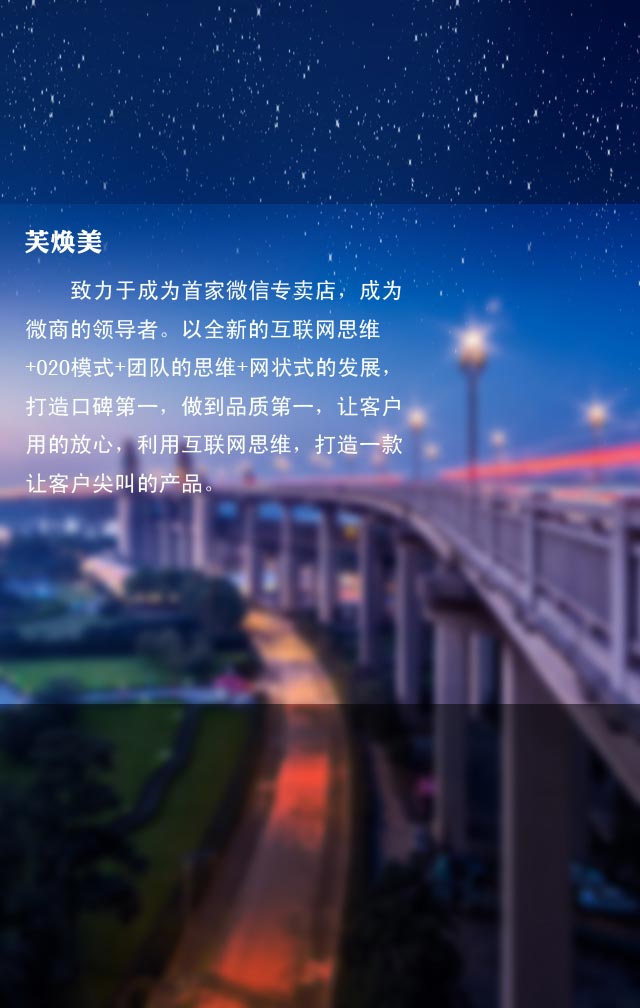 芙焕美
致力于成为首家微信专卖店，成为
微商的领导者。以全新的互联网思维
+O2O模式+团队的思维+网状式的发展，
打造口碑第一，做到品质第一，让客户
用的放心，利用互联网思维，打造一款
让客户尖叫的产品。